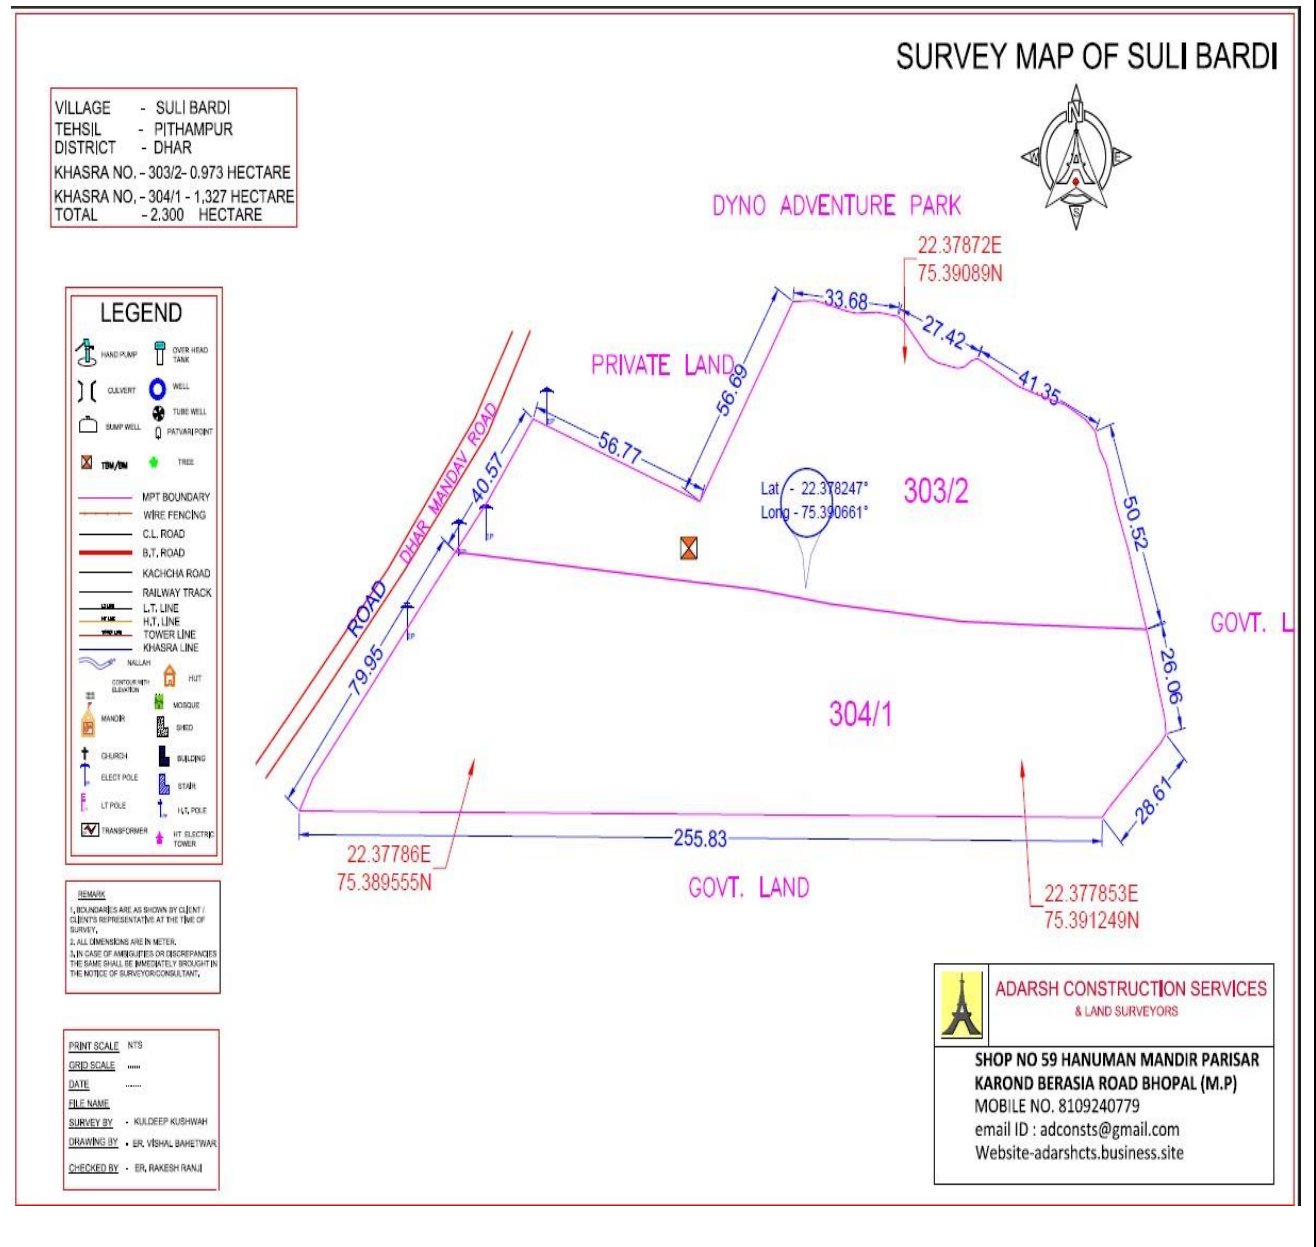 SURVEY MAP OF SULI BARDI
VILLAGE - SULI BARDI
TEHSIL - PITHAMPUR
DISTRICT - DHAR
KHASRA NO. - 303/2- 0.973 HECTARE
KHASRA NO. - 304/1 - 1,327 HECTARE
TOTAL -2.300 HECTARE
N
W
E
S
DYNO ADVENTURE PARK
22.37872E
75.39089N
33.68
27.42
41.35
PRIVATE LAND
56.69
56.77
40.57
DHAR MANDAV ROAD
ROAD
79.95
Lat - 22.378247°
Long - 75.390661°
303/2
50.52
GOVT. L
26.06
304/1
28.61
255.83
22.37786E
75.389555N
GOVT. LAND
22.377853E
75.391249N
LEGEND
HAND PUMP
OVER HEAD
TANK
CULVERT
WELL
TUBE WELL
SUMP WELL
PATVARI POINT
TBM/BM
TREE
MPT BOUNDARY
WIRE FENCING
C.L. ROAD
B.T. ROAD
KACHCHA ROAD
RAILWAY TRACK
L.T. LINE
H.T. LINE
TOWER LINE
KHASRA LINE
NALLAH
CONTOUR WITH
ELEVATION
HUT
MOSQUE
MANDIR
SHED
CHURCH
BUILDING
ELECT POLE
STAIR
LT POLE
H.T. POLE
TRANSFORMER
HT ELECTRIC
TOWER
REMARK
1. BOUNDARIES ARE AS SHOWN BY CLIENT /
CLIENT'S REPRESENTATIVE AT THE TIME OF
SURVEY.
2. ALL DIMENSIONS ARE IN METER.
3. IN CASE OF AMBIGUITIES OR DISCREPANCIES
THE SAME SHALL BE IMMEDIATELY BROUGHT IN
THE NOTICE OF SURVEYOR/CONSULTANT.
PRINT SCALE NTS
GRID SCALE ......
DATE .......
FILE NAME
SURVEY BY - KULDEEP KUSHWAH
DRAWING BY - ER. VISHAL BAHETWAR
CHECKED BY - ER. RAKESH RANJI
ADARSH CONSTRUCTION SERVICES
& LAND SURVEYORS
SHOP NO 59 HANUMAN MANDIR PARISAR
KAROND BERASIA ROAD BHOPAL (M.P)
MOBILE NO. 8109240779
email ID : adconsts@gmail.com
Website-adarshcts.business.site